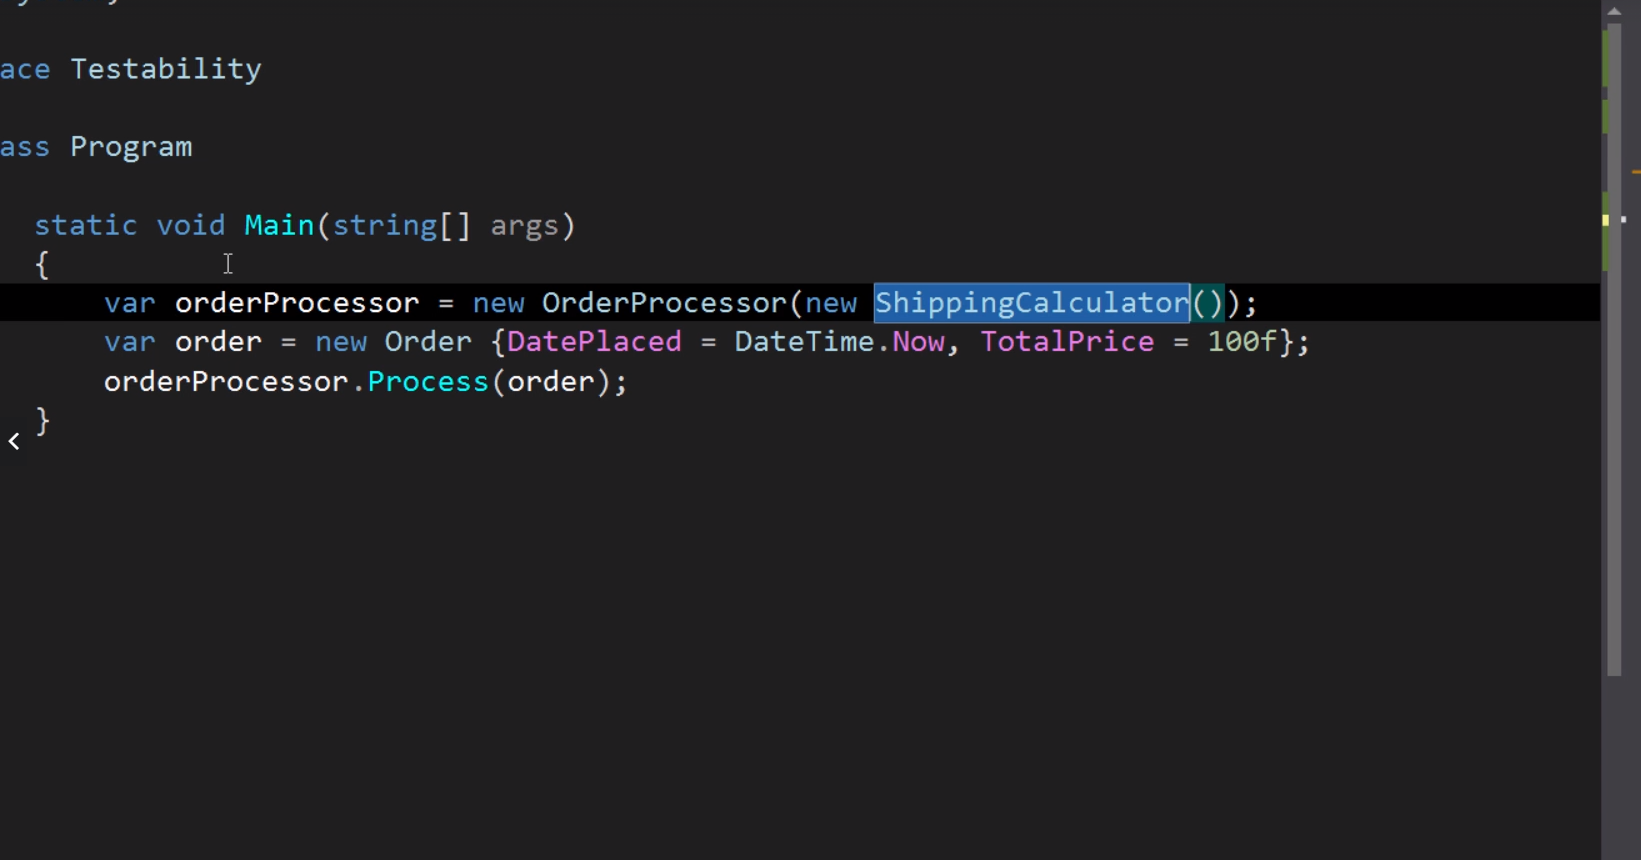 ace Testability
ass Program
static void Main(string[] args)
{
var orderProcessor = new OrderProcessor(new ShippingCalculator());
var order = new Order {DatePlaced = DateTime.Now, TotalPrice = 100f};
orderProcessor.Process(order);
}